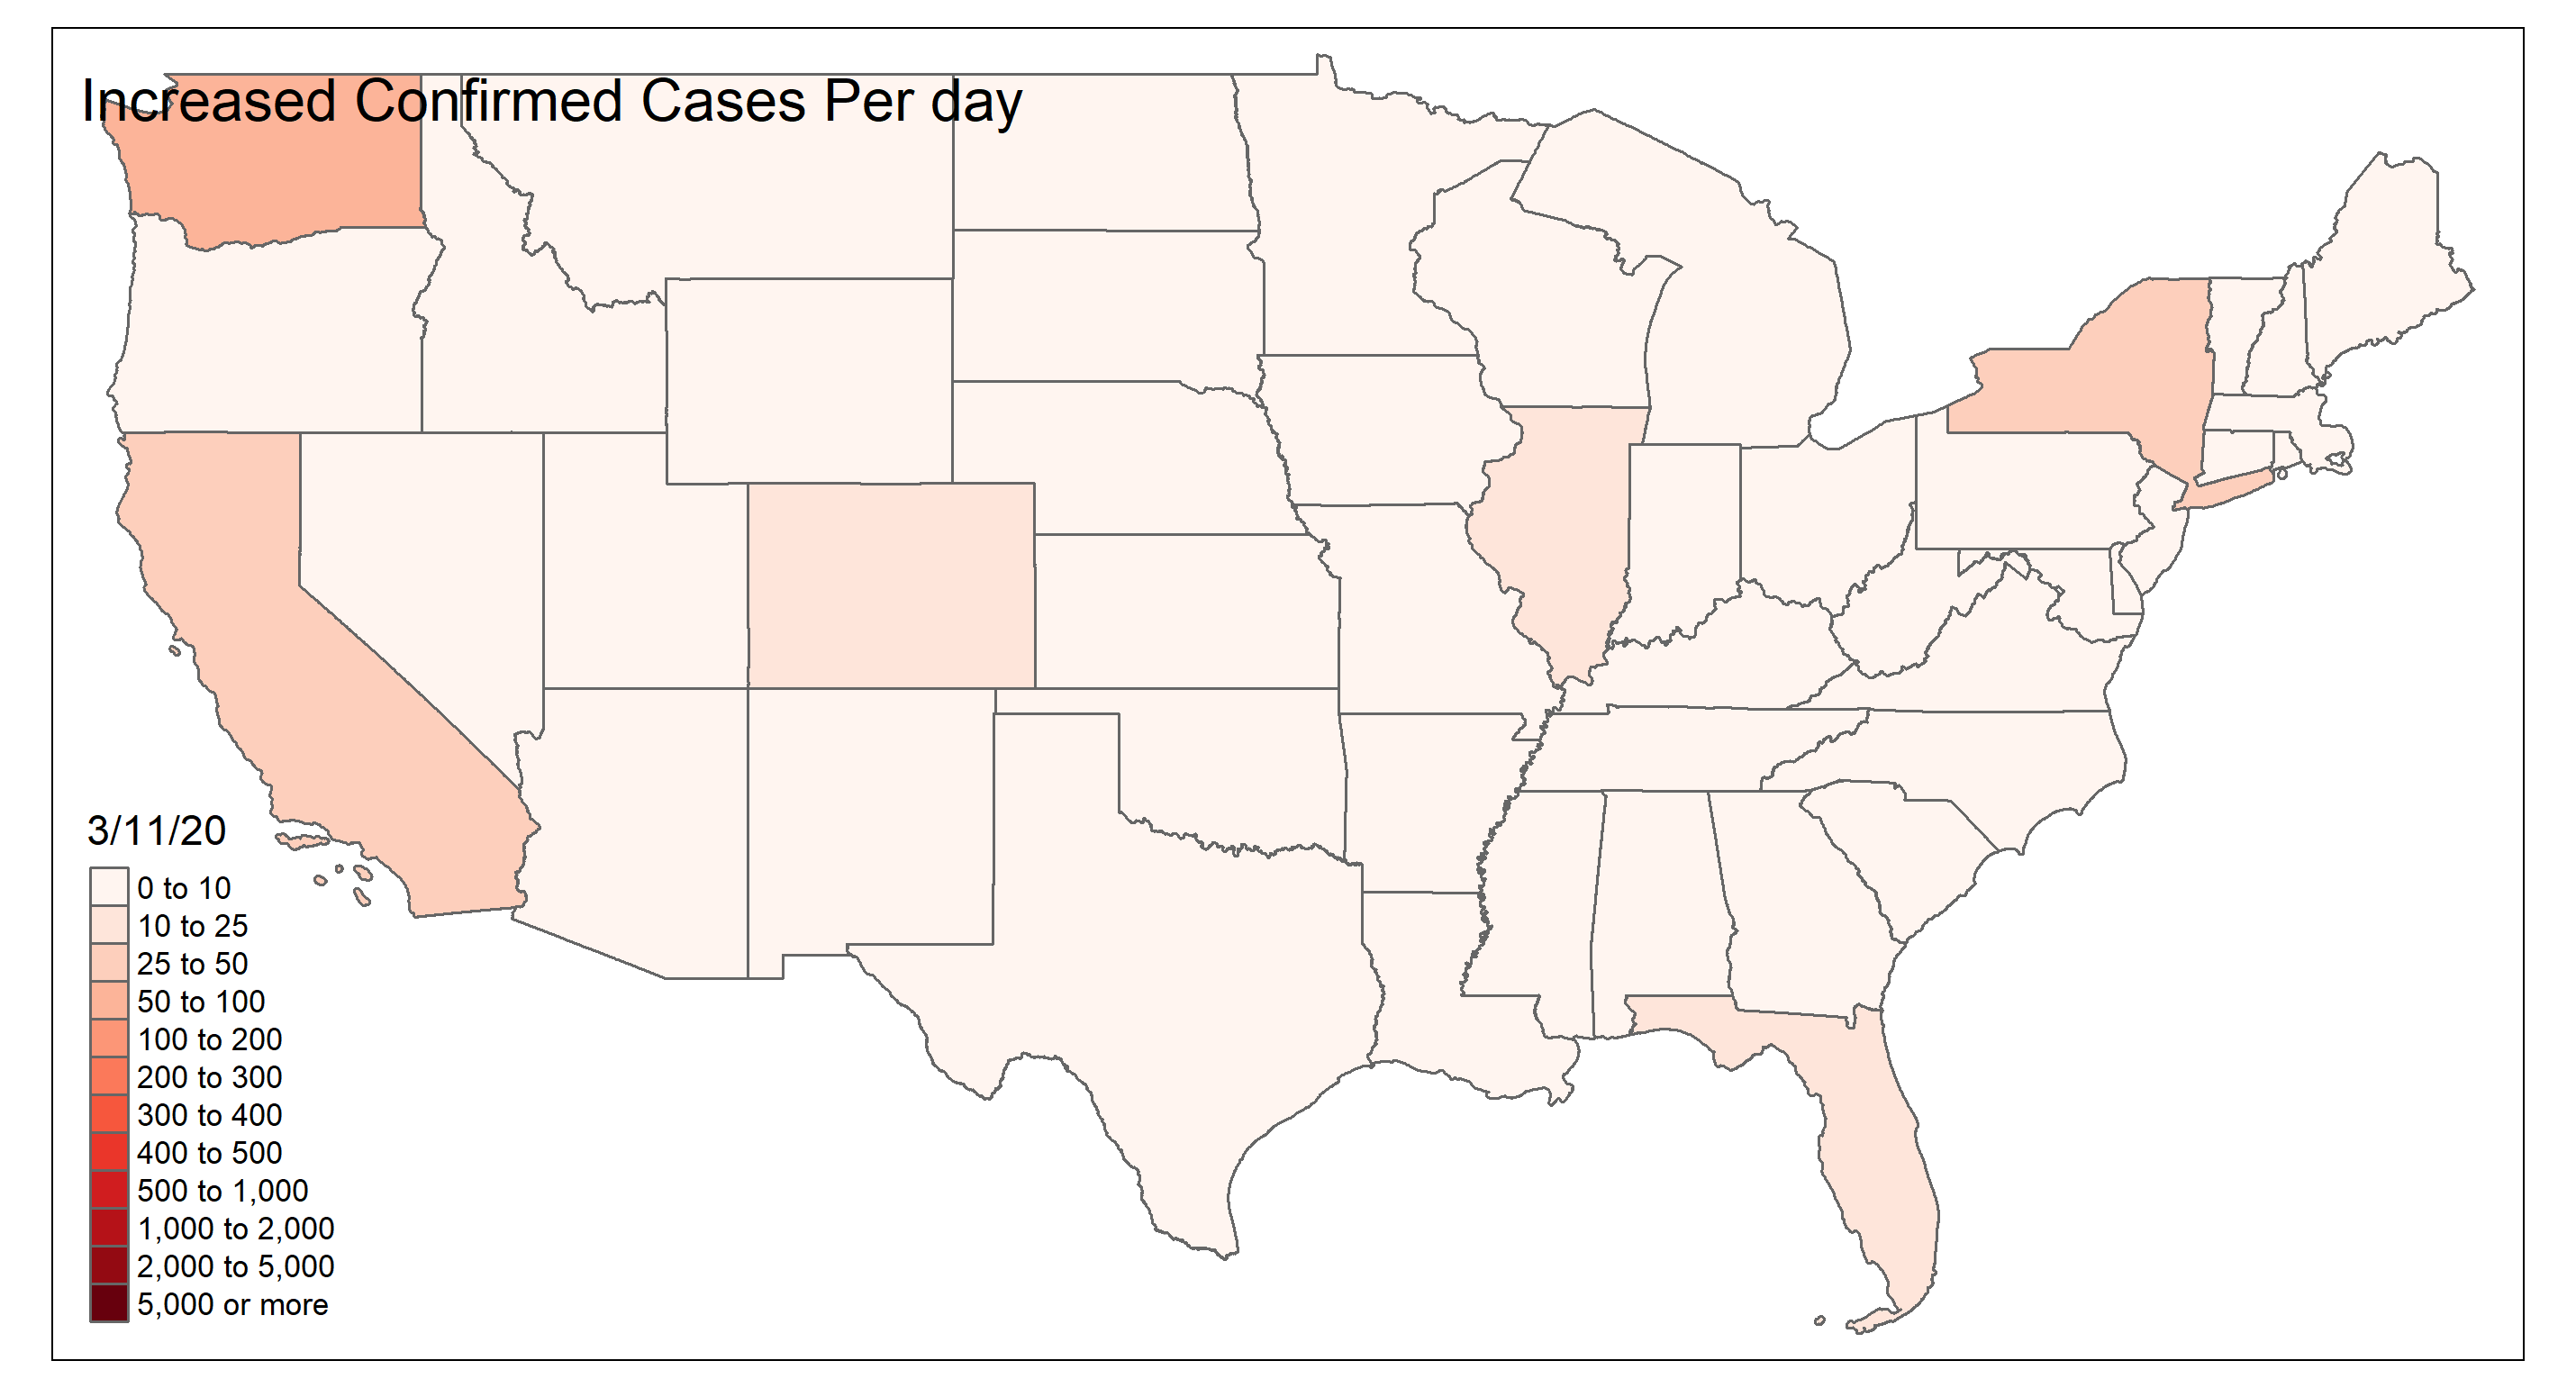 Increased Confirmed Cases Per day
3/11/20
0 to 10
10 to 25
25 to 50
50 to 100
100 to 200
200 to 300
300 to 400
400 to 500
500 to 1,000
1,000 to 2,000
2,000 to 5,000
5,000 or more